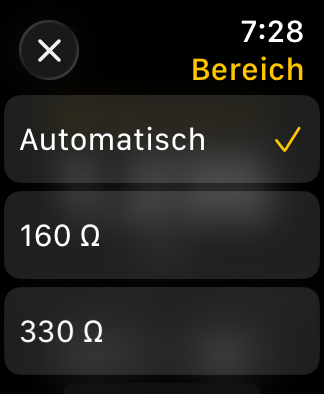 7:28
Bereich
Automatisch
160 Ω
330 Ω